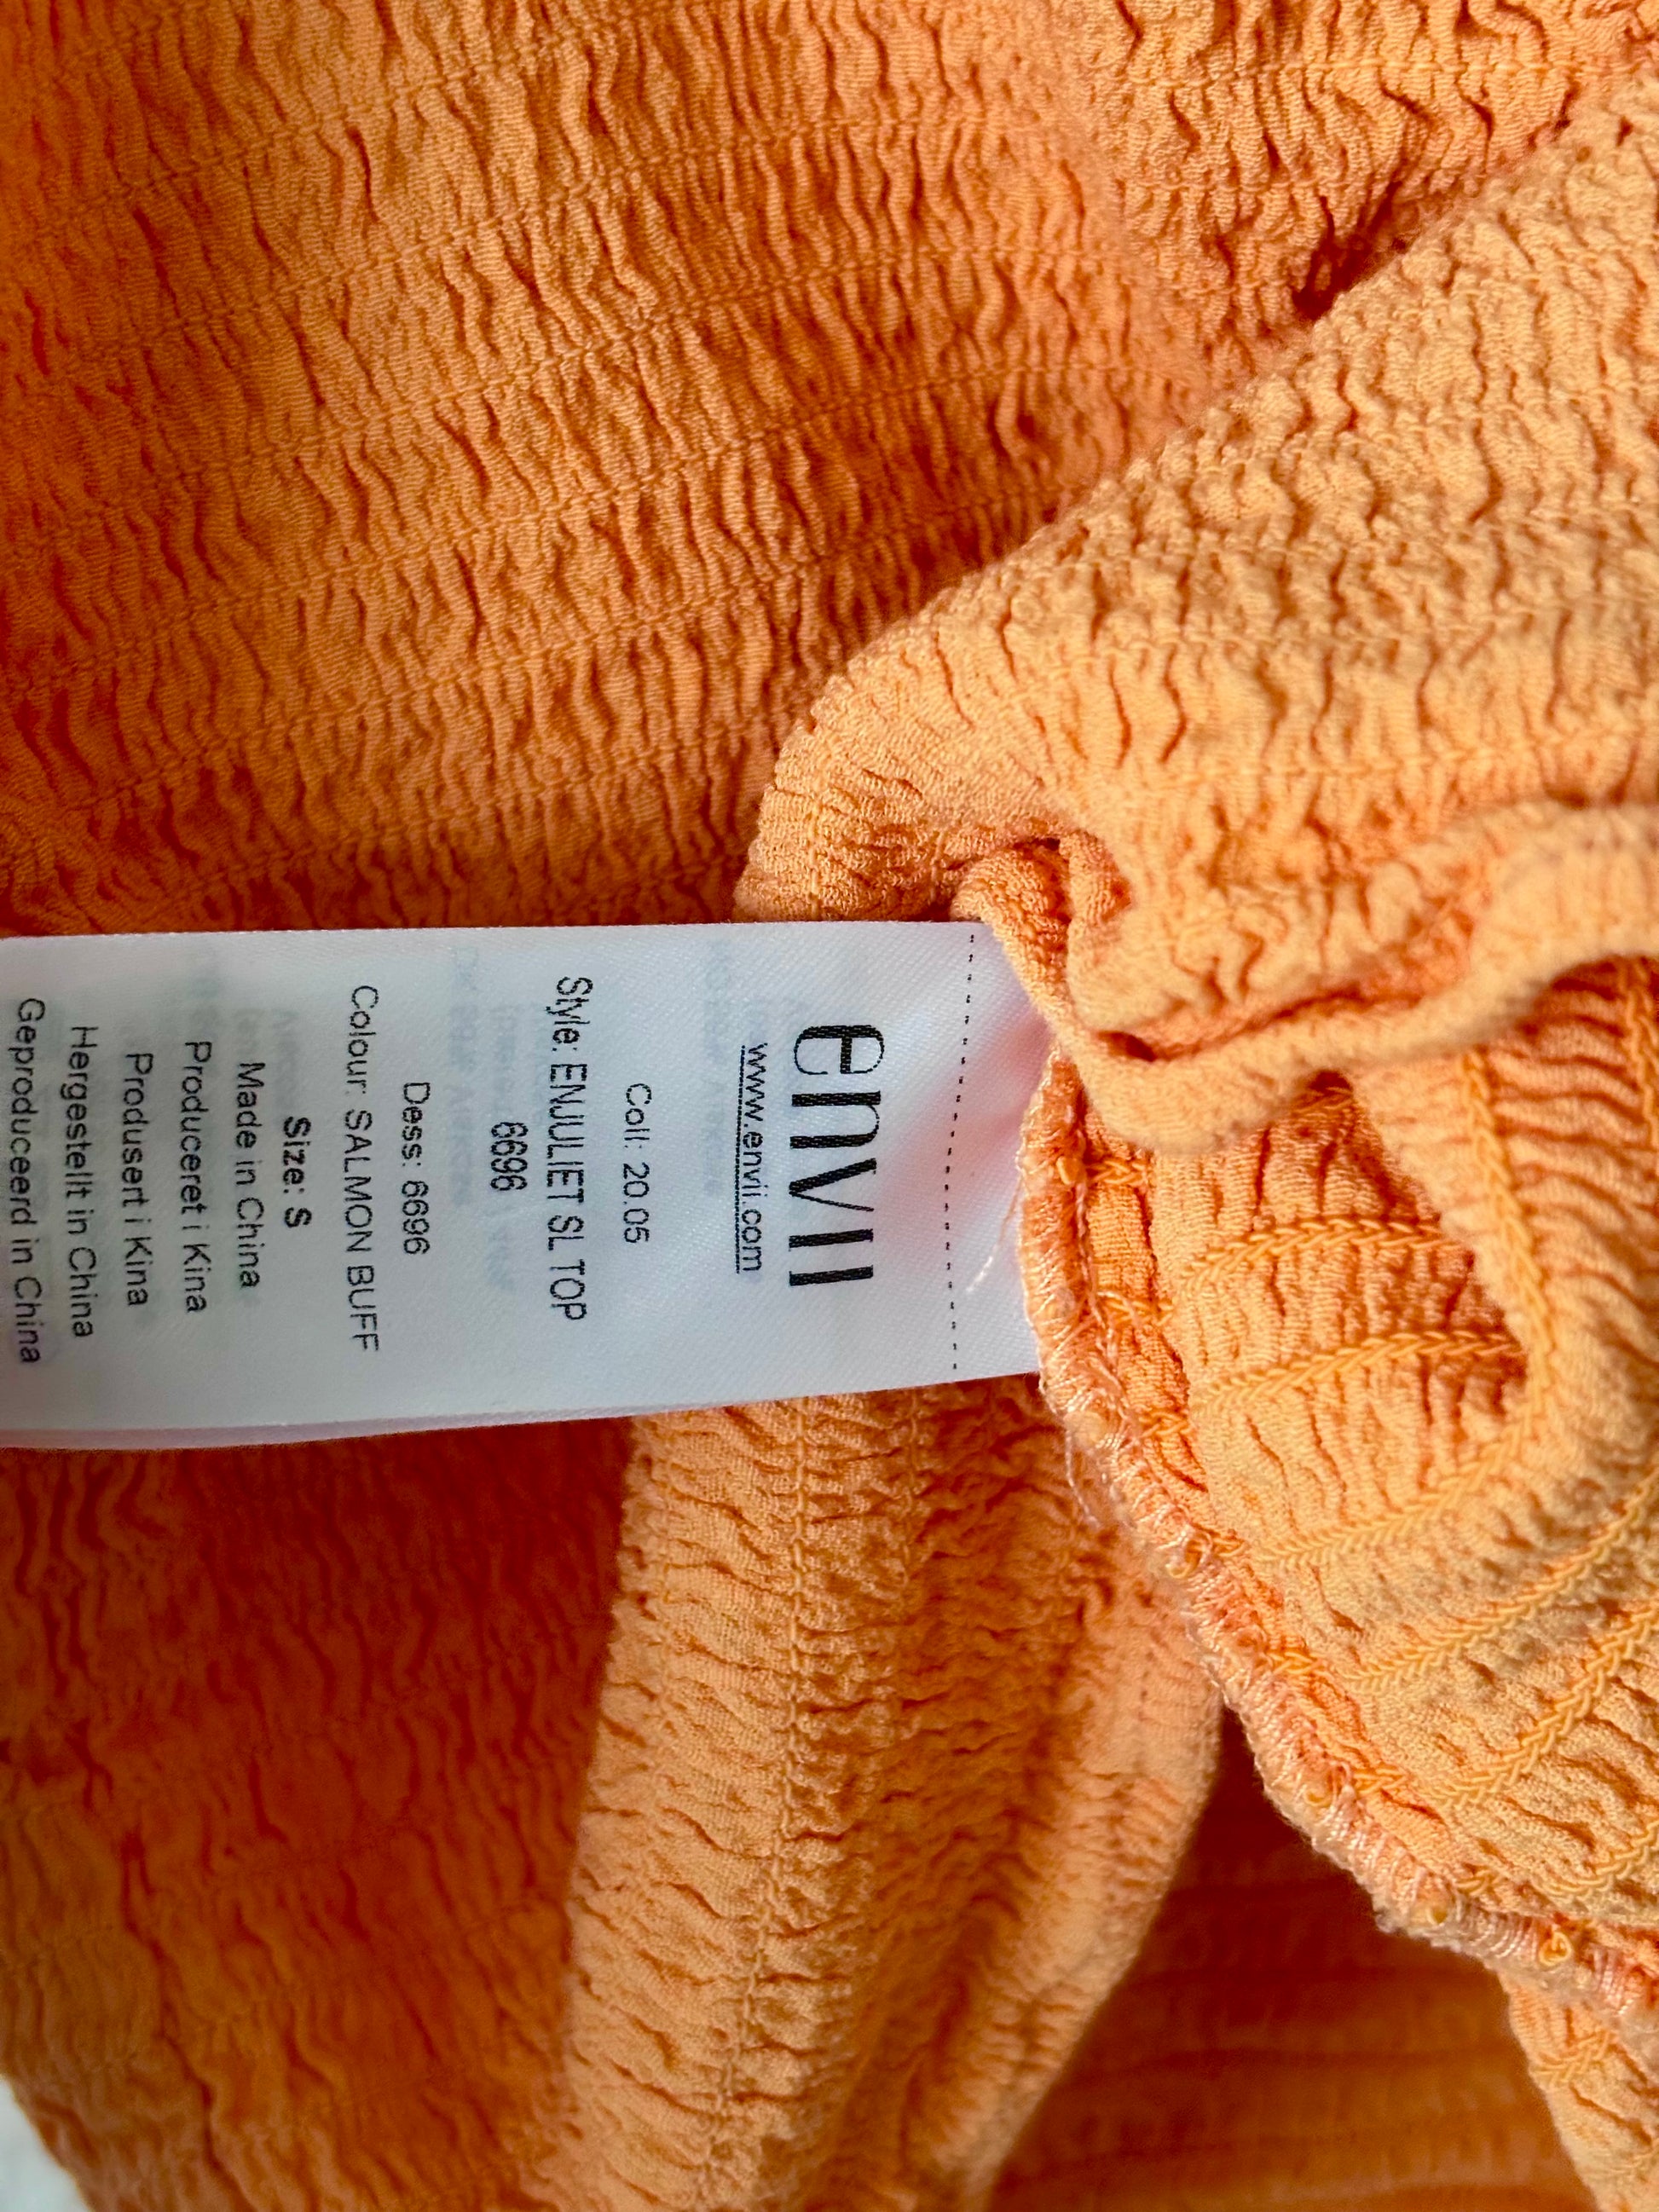 envii
www.envii.com
Coll: 20.05
Style: ENJULIET SL TOP
6696
Dess: 6696
Colour: SALMON BUFF
Size: S
Made in China
Produceret i Kina
Produsert i Kina
Hergestellt in China
Geproduceerd in China